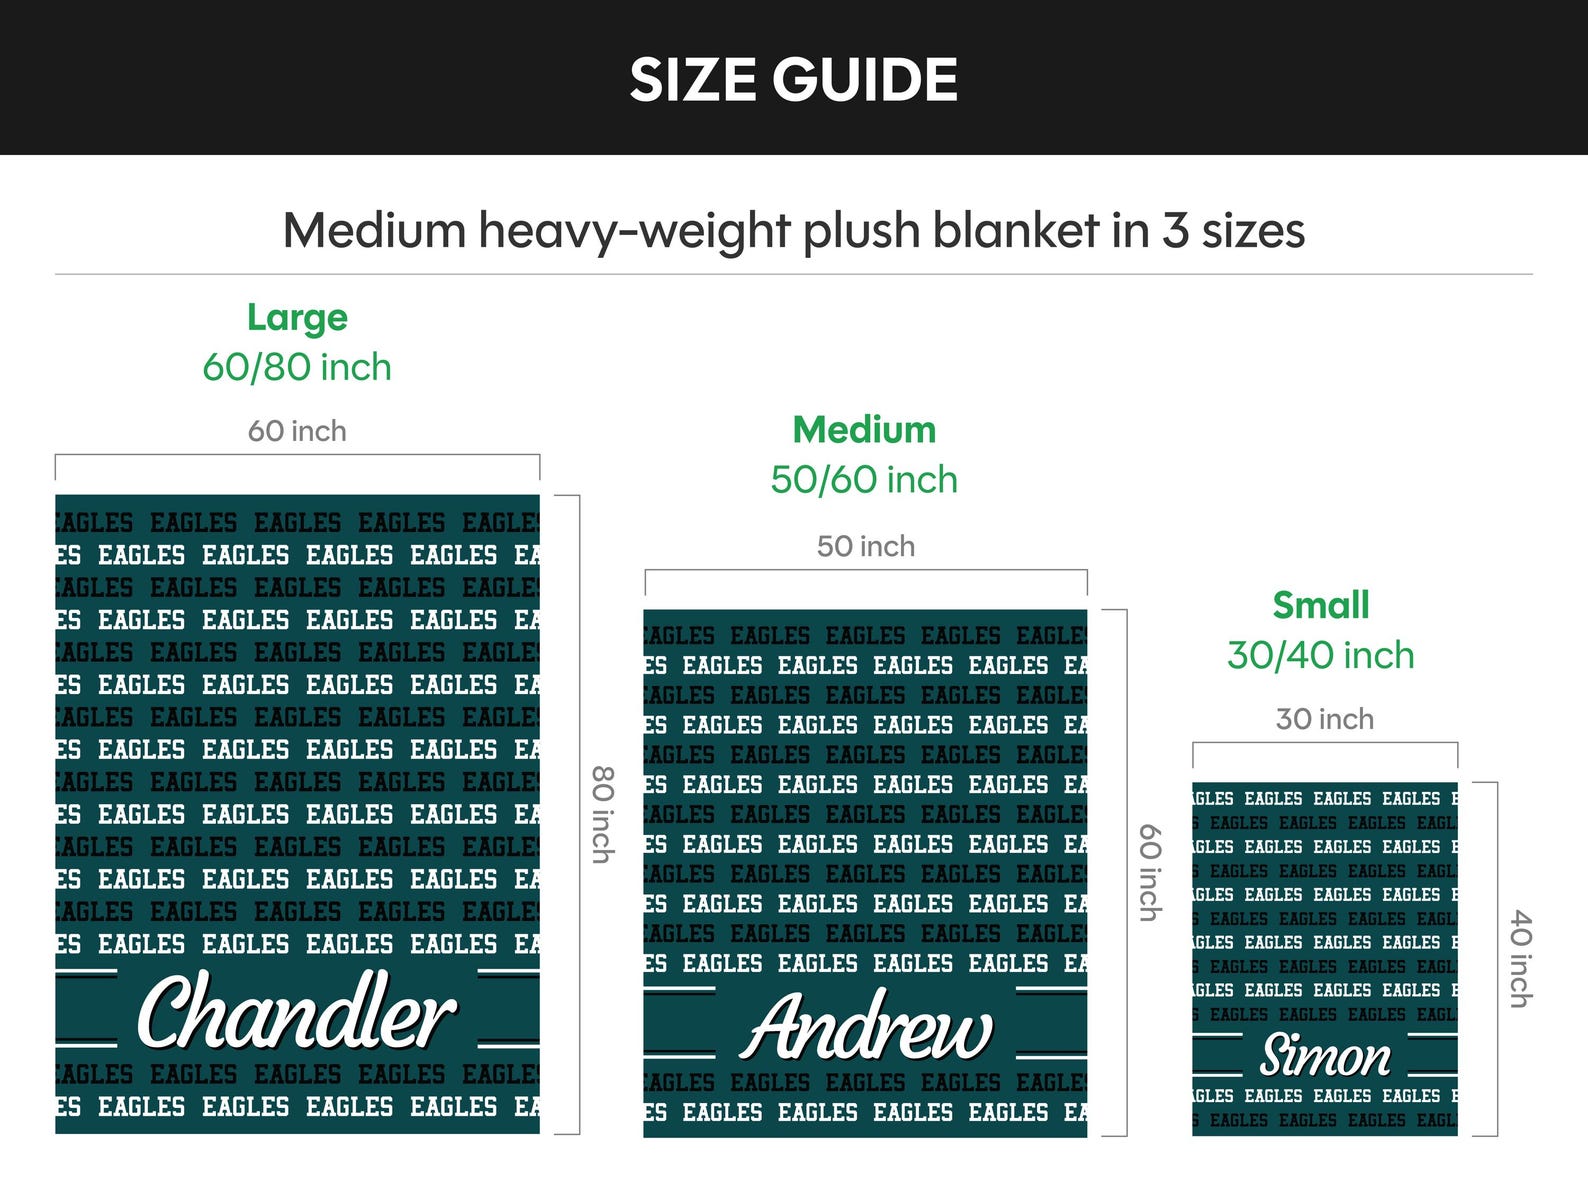 SIZE GUIDE
Medium heavy-weight plush blanket in 3 sizes
Large
60/80 inch
60 inch
EAGLES EAGLES EAGLES EAGLES EAGLES
ES EAGLES EAGLES EAGLES EAGLES EA
EAGLES EAGLES EAGLES EAGLES EAGLES
ES EAGLES EAGLES EAGLES EAGLES EA
EAGLES EAGLES EAGLES EAGLES EAGLES
ES EAGLES EAGLES EAGLES EAGLES EA
EAGLES EAGLES EAGLES EAGLES EAGLES
ES EAGLES EAGLES EAGLES EAGLES EA
EAGLES EAGLES EAGLES EAGLES EAGLES
ES EAGLES EAGLES EAGLES EAGLES EA
EAGLES EAGLES EAGLES EAGLES EAGLES
ES EAGLES EAGLES EAGLES EAGLES EA
EAGLES EAGLES EAGLES EAGLES EAGLES
ES EAGLES EAGLES EAGLES EAGLES EA
Chandler
EAGLES EAGLES EAGLES EAGLES EAGLES
ES EAGLES EAGLES EAGLES EAGLES EA
80 inch
Medium
50/60 inch
50 inch
EAGLES EAGLES EAGLES EAGLES EAGLES
ES EAGLES EAGLES EAGLES EAGLES EA
EAGLES EAGLES EAGLES EAGLES EAGLES
ES EAGLES EAGLES EAGLES EAGLES EA
EAGLES EAGLES EAGLES EAGLES EAGLES
ES EAGLES EAGLES EAGLES EAGLES EA
EAGLES EAGLES EAGLES EAGLES EAGLES
ES EAGLES EAGLES EAGLES EAGLES EA
EAGLES EAGLES EAGLES EAGLES EAGLES
ES EAGLES EAGLES EAGLES EAGLES EA
EAGLES EAGLES EAGLES EAGLES EAGLES
ES EAGLES EAGLES EAGLES EAGLES EA
Andrew
EAGLES EAGLES EAGLES EAGLES EAGLES
ES EAGLES EAGLES EAGLES EAGLES EA
60 inch
Small
30/40 inch
30 inch
AGLES EAGLES EAGLES EAGLES E
S EAGLES EAGLES EAGLES EAGL
AGLES EAGLES EAGLES EAGLES E
S EAGLES EAGLES EAGLES EAGL
AGLES EAGLES EAGLES EAGLES E
S EAGLES EAGLES EAGLES EAGL
AGLES EAGLES EAGLES EAGLES E
S EAGLES EAGLES EAGLES EAGL
AGLES EAGLES EAGLES EAGLES E
S EAGLES EAGLES EAGLES EAGL
Simon
AGLES EAGLES EAGLES EAGLES E
S EAGLES EAGLES EAGLES EAGL
40 inch